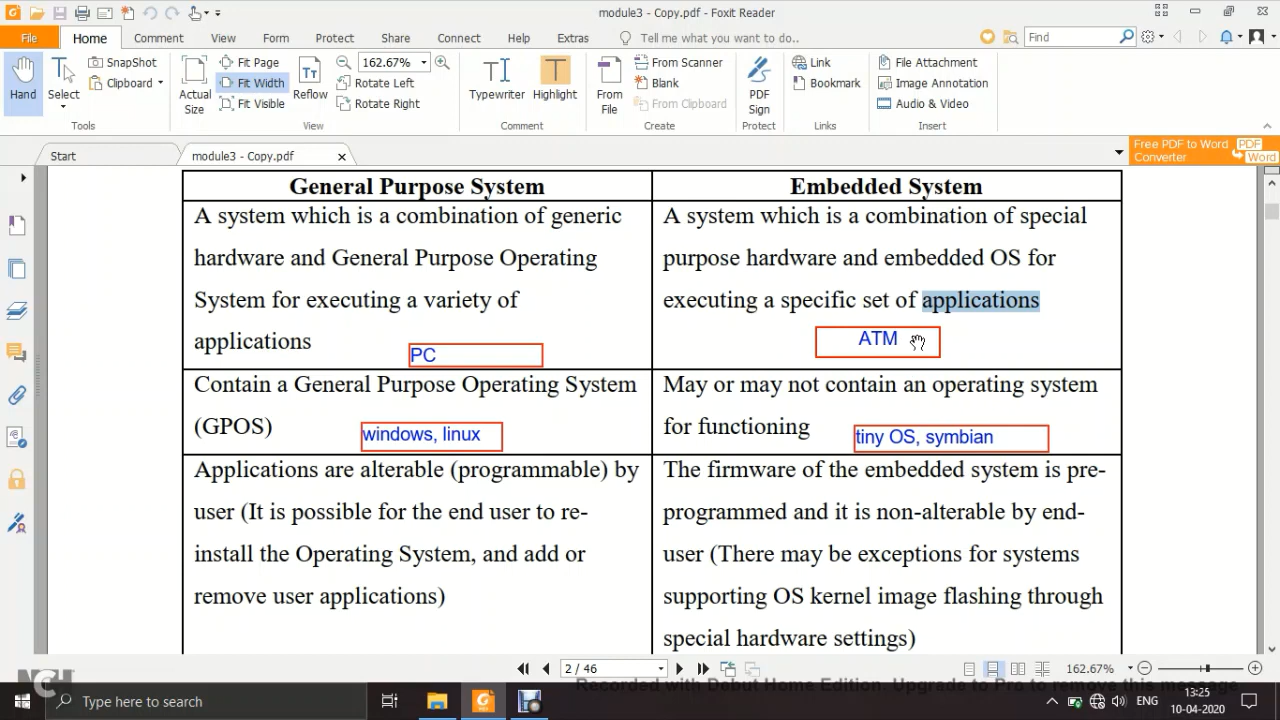 module3 - Copy.pdf - Foxit Reader
File Home Comment View Form Protect Share Connect Help Extras Tell me what you want to do.. Find
Hand
Select
SnapShot
Clipboard
Tools
Actual Size
Fit Page
Fit Width
Fit Visible
Reflow
162.67%
Rotate Left
Rotate Right
View
Typewriter
Highlight
Comment
From File
From Scanner
Blank
From Clipboard
Create
PDF Sign
Protect
Link
Bookmark
Links
File Attachment
Image Annotation
Audio & Video
Insert
Start
module3 - Copy.pdf
Free PDF to Word Converter
PDF
Word
General Purpose System
A system which is a combination of generic
hardware and General Purpose Operating
System for executing a variety of
applications
PC
Embedded System
A system which is a combination of special
purpose hardware and embedded OS for
executing a specific set of applications
ATM
Contain a General Purpose Operating System
(GPOS)
windows, linux
May or may not contain an operating system
for functioning
tiny OS, symbian
Applications are alterable (programmable) by
user (It is possible for the end user to re-
install the Operating System, and add or
remove user applications)
The firmware of the embedded system is pre-
programmed and it is non-alterable by end-
user (There may be exceptions for systems
supporting OS kernel image flashing through
special hardware settings)
2 / 46
162.67%
NCH
Recorded with Debut Home Edition. Upgrade to Pro to remove this message
Type here to search
ENG
13:25
10-04-2020